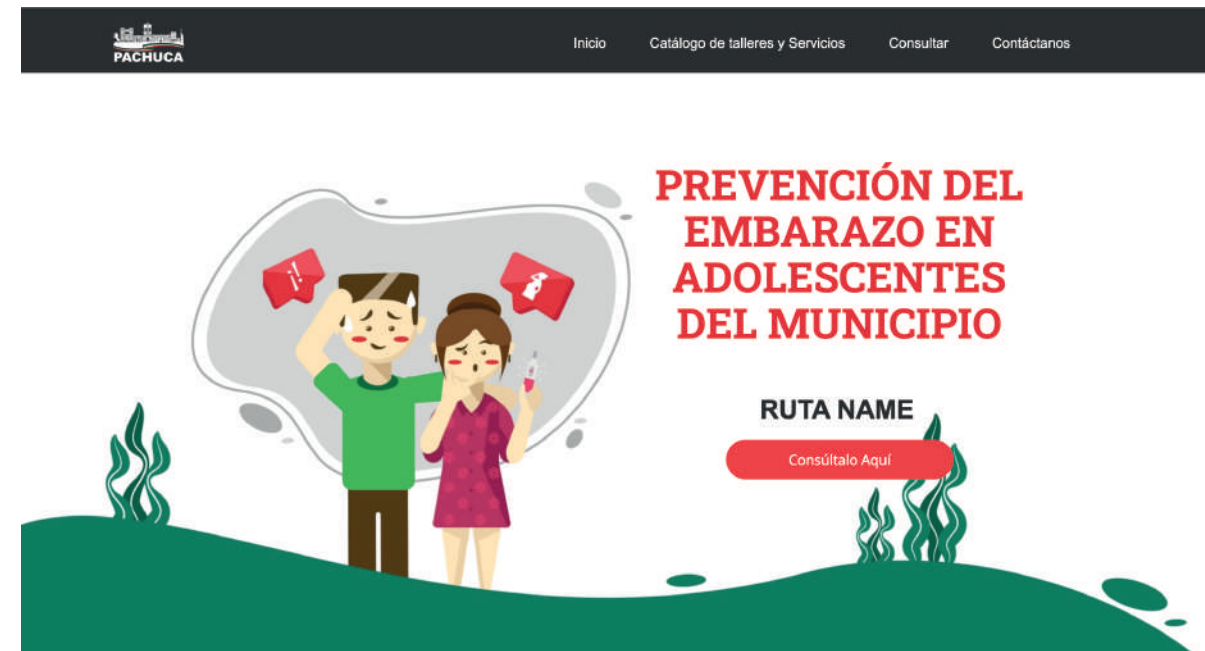 PACHUCA
Inicio
Catálogo de talleres y Servicios
Consultar
Contáctanos
PREVENCIÓN DEL
EMBARAZO EN
ADOLESCENTES
DEL MUNICIPIO
¡!
RUTA NAME
Consúltalo Aquí